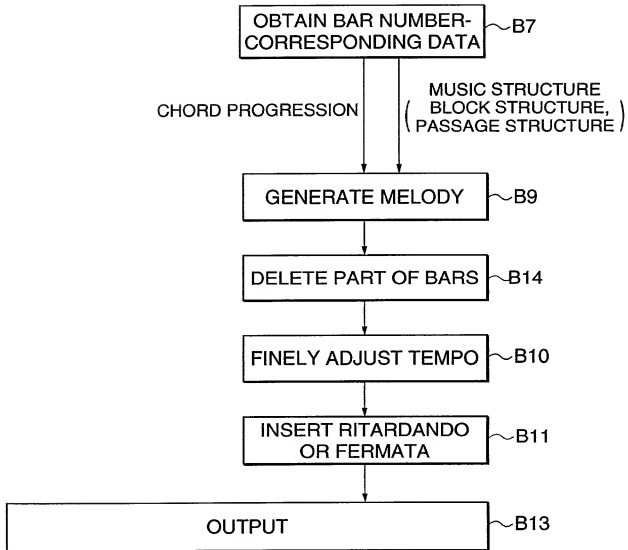 OBTAIN BAR NUMBER-
CORRESPONDING DATA
B7
CHORD PROGRESSION
MUSIC STRUCTURE
( BLOCK STRUCTURE,
PASSAGE STRUCTURE )
GENERATE MELODY
B9
DELETE PART OF BARS
B14
FINELY ADJUST TEMPO
B10
INSERT RITARDANDO
OR FERMATA
B11
OUTPUT
B13